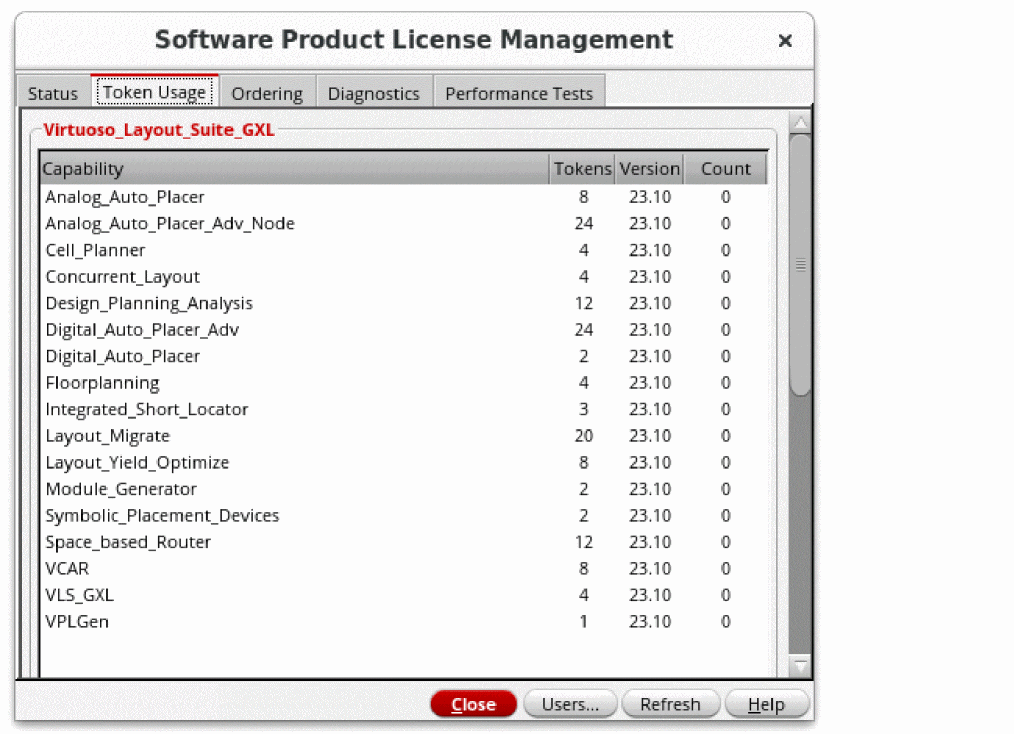 Software Product License Management ×
Status Token Usage Ordering Diagnostics Performance Tests
Virtuoso_Layout_Suite_GXL
Capability Tokens Version Count
Analog_Auto_Placer 8 23.10 0
Analog_Auto_Placer_Adv_Node 24 23.10 0
Cell_Planner 4 23.10 0
Concurrent_Layout 4 23.10 0
Design_Planning_Analysis 12 23.10 0
Digital_Auto_Placer_Adv 24 23.10 0
Digital_Auto_Placer 2 23.10 0
Floorplanning 4 23.10 0
Integrated_Short_Locator 3 23.10 0
Layout_Migrate 20 23.10 0
Layout_Yield_Optimize 8 23.10 0
Module_Generator 2 23.10 0
Symbolic_Placement_Devices 2 23.10 0
Space_based_Router 12 23.10 0
VCAR 8 23.10 0
VLS_GXL 4 23.10 0
VPLGen 1 23.10 0
Close Users... Refresh Help